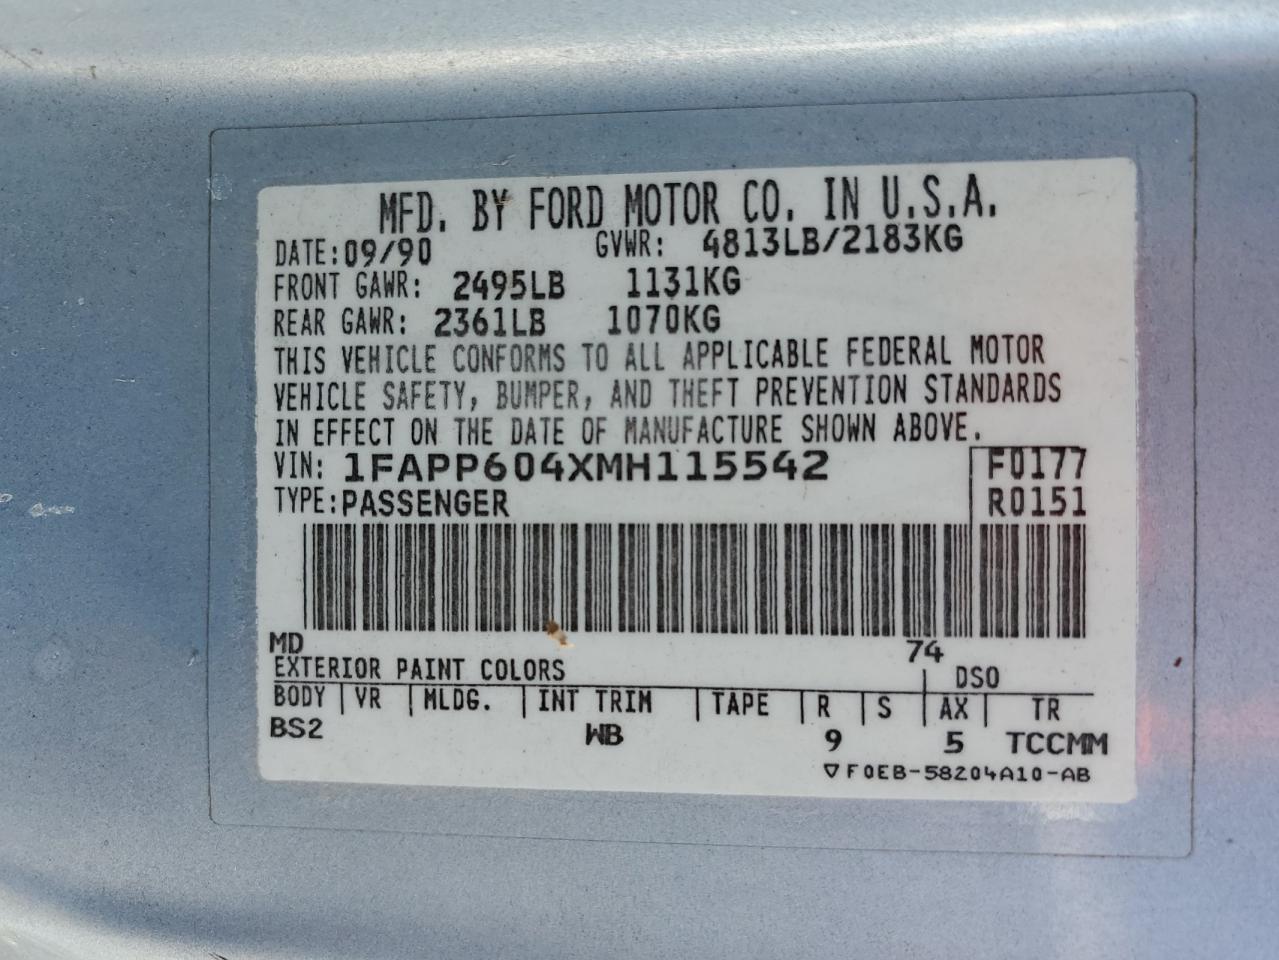 MFD. BY FORD MOTOR CO. IN U.S.A.
DATE:09/90 GVWR: 4813LB/2183KG
FRONT GAWR: 2495LB 1131KG
REAR GAWR: 2361LB 1070KG
THIS VEHICLE CONFORMS TO ALL APPLICABLE FEDERAL MOTOR
VEHICLE SAFETY, BUMPER, AND THEFT PREVENTION STANDARDS
IN EFFECT ON THE DATE OF MANUFACTURE SHOWN ABOVE.
VIN: 1FAPP604XMH115542 F0177
TYPE:PASSENGER R0151
MD 74
EXTERIOR PAINT COLORS DSO
BODY VR MLDG. INT TRIM TAPE R S AX TR
BS2 WB 9 5 TCCMM
▽F0EB-58204A10-AB